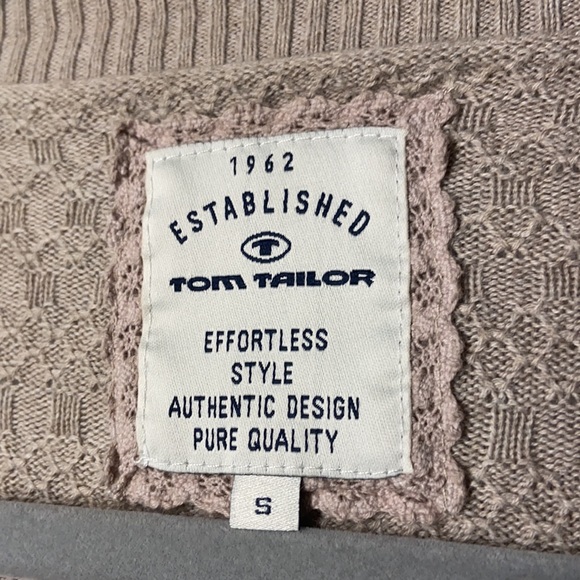 1962
ESTABLISHED
T
TOM TAILOR
EFFORTLESS
STYLE
AUTHENTIC DESIGN
PURE QUALITY
S